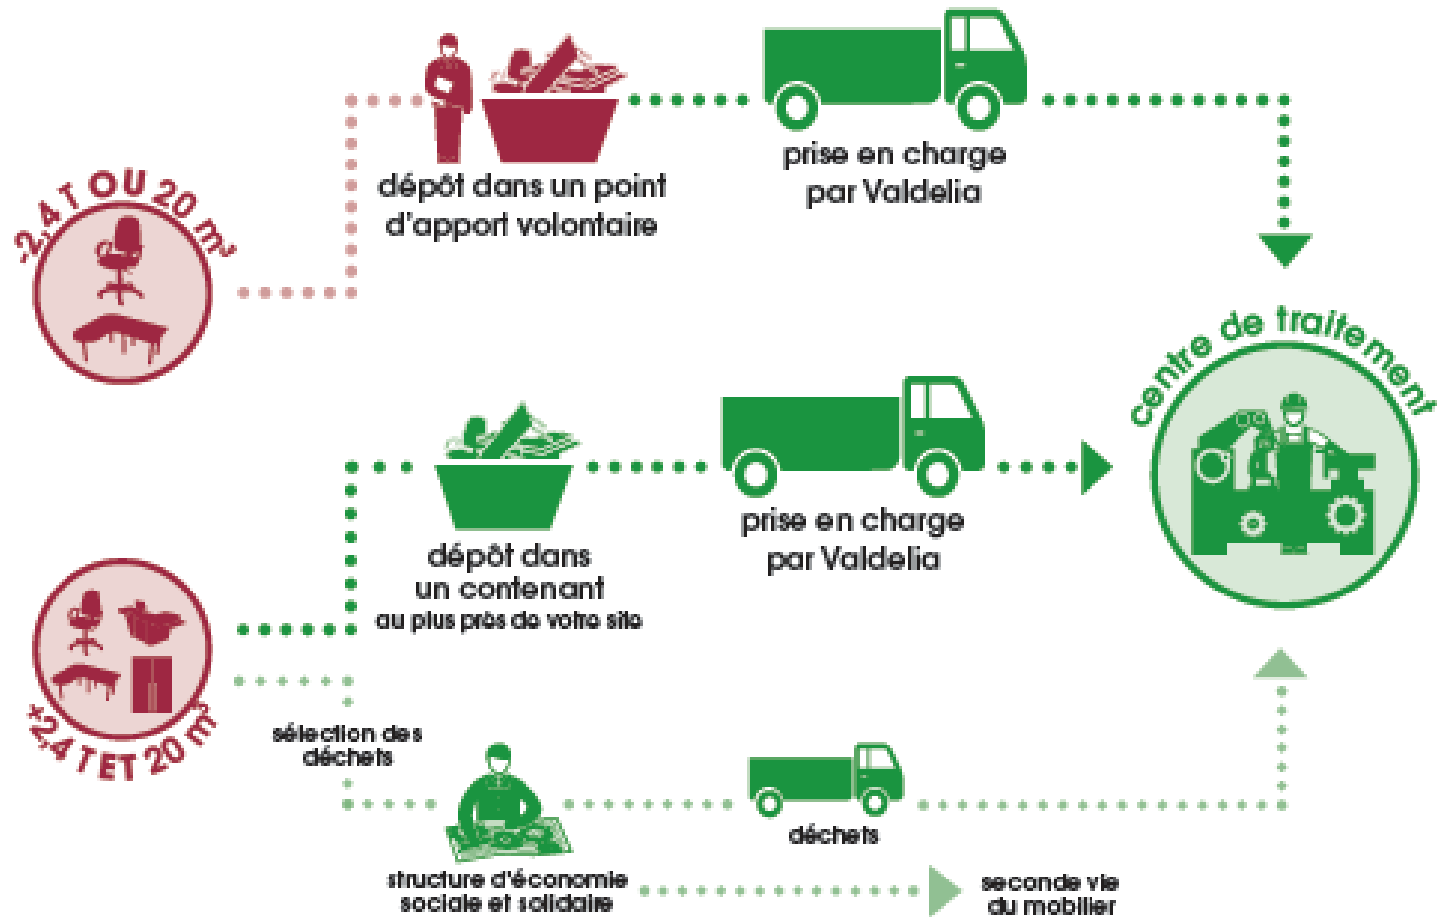 -2,4 T OU 20 m³
dépôt dans un point
d'apport volontaire
prise en charge
par Valdelia
centre de traitement
+2,4 T ET 20 m³
dépôt dans
un contenant
au plus près de votre site
prise en charge
par Valdelia
sélection des
déchets
structure d'économie
sociale et solidaire
déchets
seconde vie
du mobilier